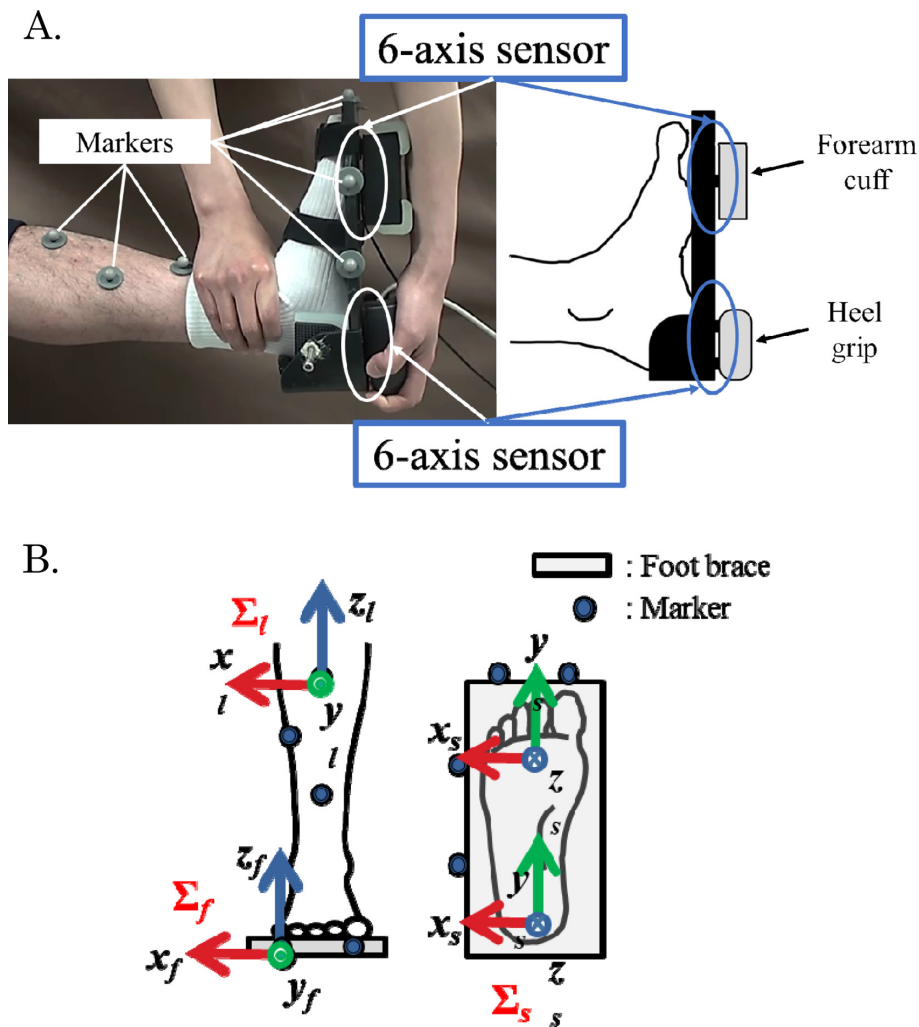 A.
6-axis sensor
Markers
Forearm
cuff
Heel
grip
6-axis sensor
B.
: Foot brace
: Marker
Σl
zl
x
l
y
l
zf
Σf
xf
yf
y
s
xs
z
s
y
s
xs
z
s
Σs